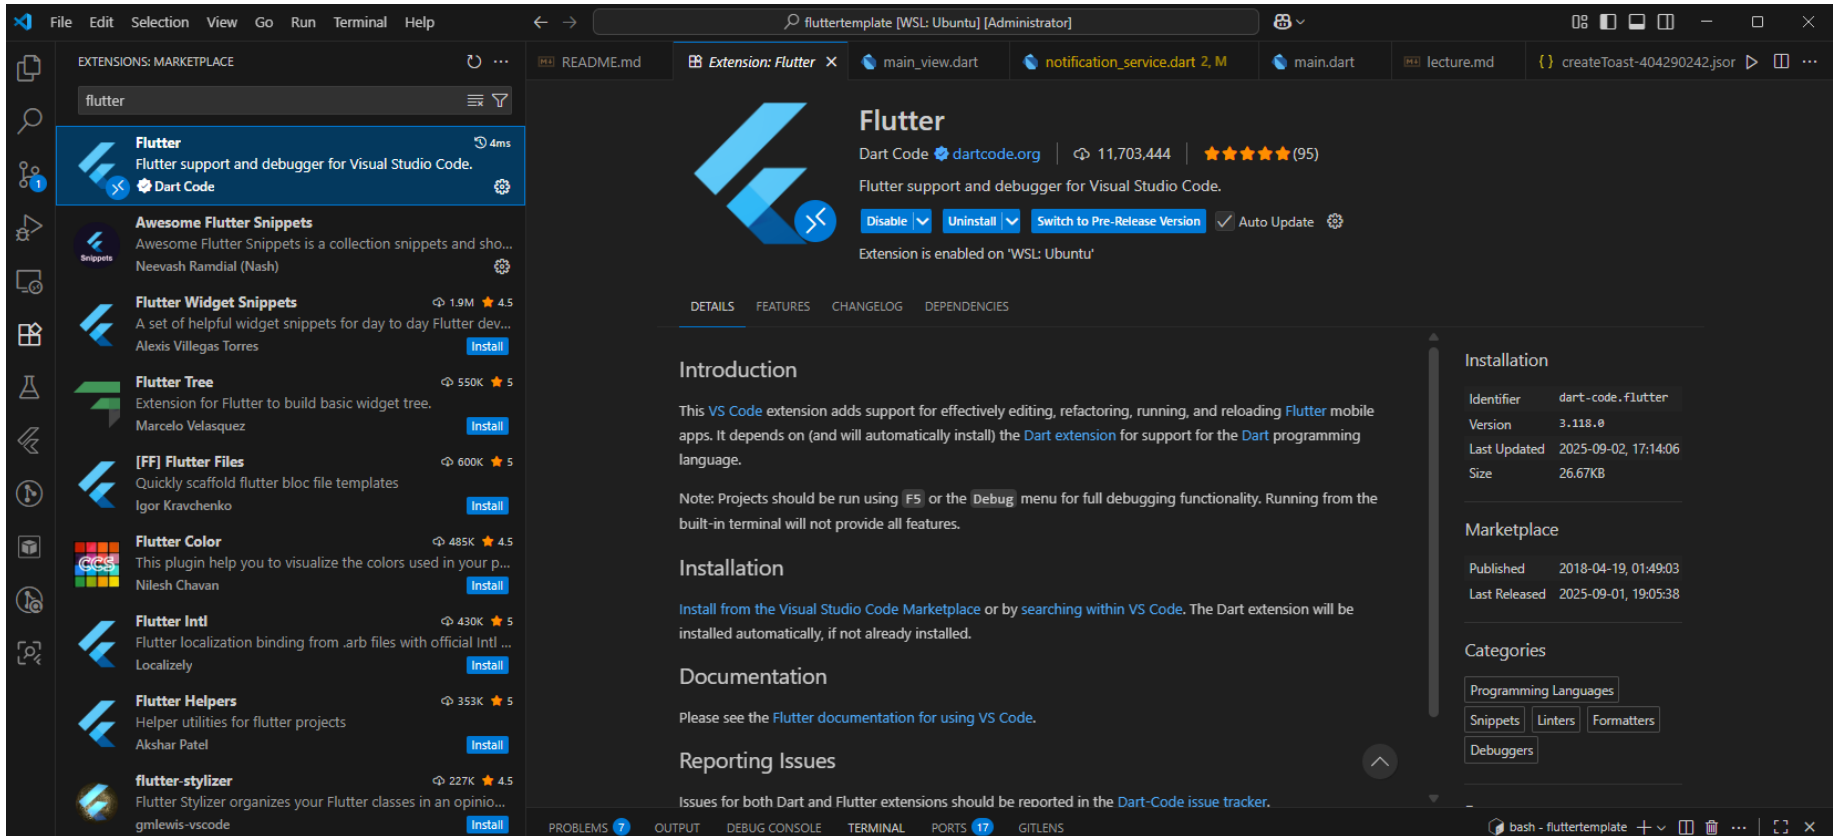 File Edit Selection View Go Run Terminal Help
fluttertemplate [WSL: Ubuntu] [Administrator]
EXTENSIONS: MARKETPLACE
flutter
1
Flutter
4ms
Flutter support and debugger for Visual Studio Code.
Dart Code
Awesome Flutter Snippets
Awesome Flutter Snippets is a collection snippets and sho...
Neevash Ramdial (Nash)
Snippets
Flutter Widget Snippets
1.9M 4.5
A set of helpful widget snippets for day to day Flutter dev...
Alexis Villegas Torres
Install
Flutter Tree
550K 5
Extension for Flutter to build basic widget tree.
Marcelo Velasquez
Install
[FF] Flutter Files
600K 5
Quickly scaffold flutter bloc file templates
Igor Kravchenko
Install
Flutter Color
485K 4.5
This plugin help you to visualize the colors used in your p...
Nilesh Chavan
Install
CCS
Flutter Intl
430K 5
Flutter localization binding from .arb files with official Intl ...
Localizely
Install
Flutter Helpers
353K 5
Helper utilities for flutter projects
Akshar Patel
Install
flutter-stylizer
227K 4.5
Flutter Stylizer organizes your Flutter classes in an opinio...
gmlewis-vscode
Install
README.md
Extension: Flutter
main_view.dart
notification_service.dart 2, M
main.dart
lecture.md
{} createToast-404290242.jsor
Flutter
Dart Code dartcode.org 11,703,444 (95)
Flutter support and debugger for Visual Studio Code.
Disable Uninstall Switch to Pre-Release Version Auto Update
Extension is enabled on 'WSL: Ubuntu'
DETAILS FEATURES CHANGELOG DEPENDENCIES
Introduction
This VS Code extension adds support for effectively editing, refactoring, running, and reloading Flutter mobile
apps. It depends on (and will automatically install) the Dart extension for support for the Dart programming
language.
Note: Projects should be run using F5 or the Debug menu for full debugging functionality. Running from the
built-in terminal will not provide all features.
Installation
Install from the Visual Studio Code Marketplace or by searching within VS Code. The Dart extension will be
installed automatically, if not already installed.
Documentation
Please see the Flutter documentation for using VS Code.
Reporting Issues
Issues for both Dart and Flutter extensions should be reported in the Dart-Code issue tracker.
Installation
Identifier dart-code.flutter
Version 3.118.0
Last Updated 2025-09-02, 17:14:06
Size 26.67KB
Marketplace
Published 2018-04-19, 01:49:03
Last Released 2025-09-01, 19:05:38
Categories
Programming Languages
Snippets Linters Formatters
Debuggers
PROBLEMS 7 OUTPUT DEBUG CONSOLE TERMINAL PORTS 17 GITLENS
bash - fluttertemplate